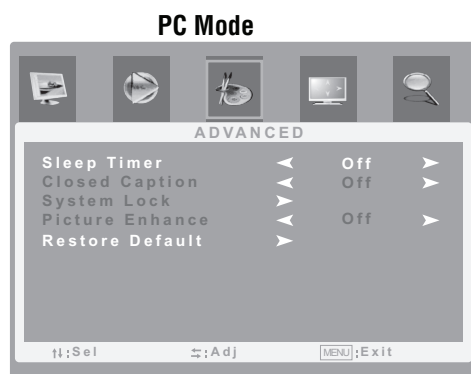 PC Mode
ADVANCED
Sleep Timer Off
Closed Caption Off
System Lock
Picture Enhance Off
Restore Default
↑↓:Sel ⇆:Adj MENU:Exit